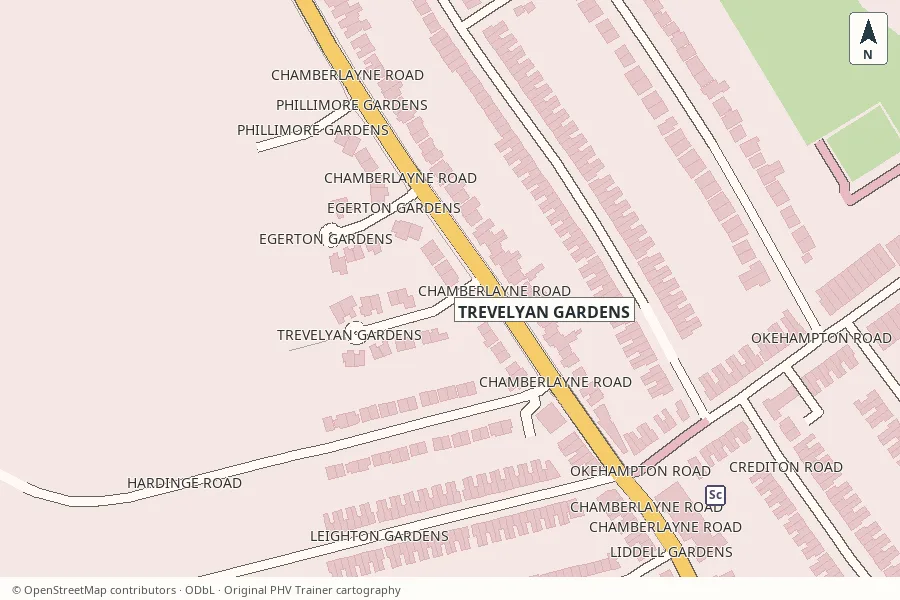 N
CHAMBERLAYNE ROAD
PHILLIMORE GARDENS
PHILLIMORE GARDENS
CHAMBERLAYNE ROAD
EGERTON GARDENS
EGERTON GARDENS
CHAMBERLAYNE ROAD
TREVELYAN GARDENS
TREVELYAN GARDENS
OKEHAMPTON ROAD
CHAMBERLAYNE ROAD
OKEHAMPTON ROAD
CREDITON ROAD
HARDINGE ROAD
Sc
CHAMBERLAYNE ROAD
CHAMBERLAYNE ROAD
LEIGHTON GARDENS
LIDDELL GARDENS
© OpenStreetMap contributors · ODbL · Original PHV Trainer cartography